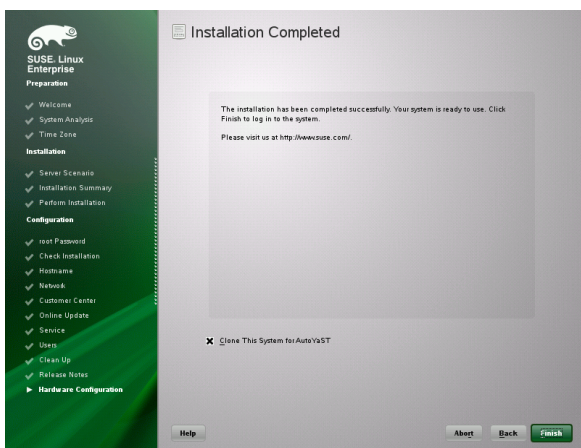 SUSE. Linux
Enterprise
Preparation
Welcome
System Analysis
Time Zone
Installation
Server Scenario
Installation Summary
Perform Installation
Configuration
root Password
Check Installation
Hostname
Network
Customer Center
Online Update
Service
Users
Clean Up
Release Notes
Hardware Configuration
Installation Completed
The installation has been completed successfully. Your system is ready to use. Click
Finish to log in to the system.
Please visit us at http://www.suse.com/.
Clone This System for AutoYaST
Help
Abort
Back
Finish